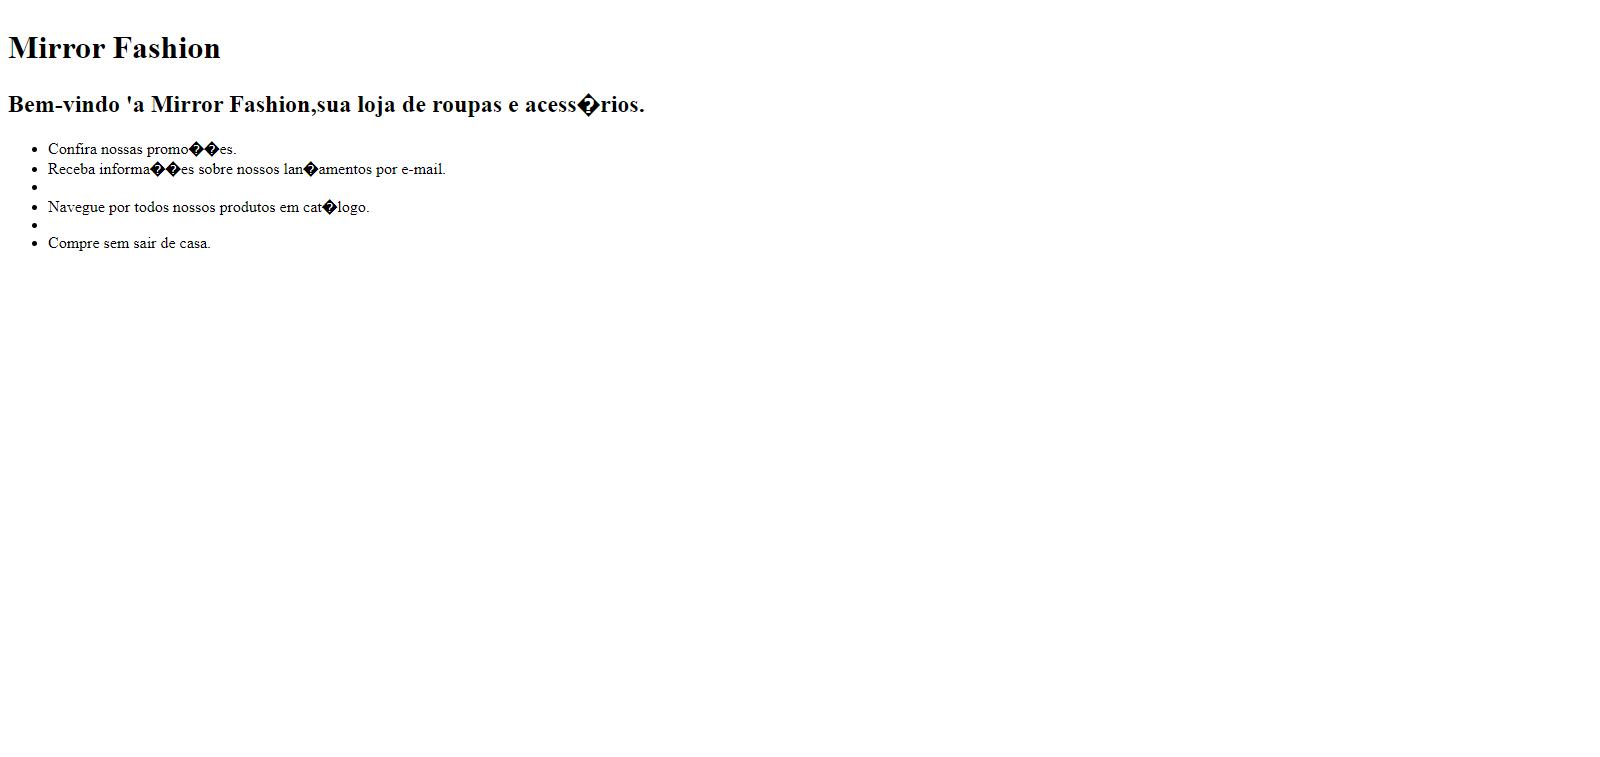 Mirror Fashion
Bem-vindo 'a Mirror Fashion,sua loja de roupas e acess�rios.
Confira nossas promo��es.
Receba informa��es sobre nossos lan�amentos por e-mail.
Navegue por todos nossos produtos em cat�logo.
Compre sem sair de casa.